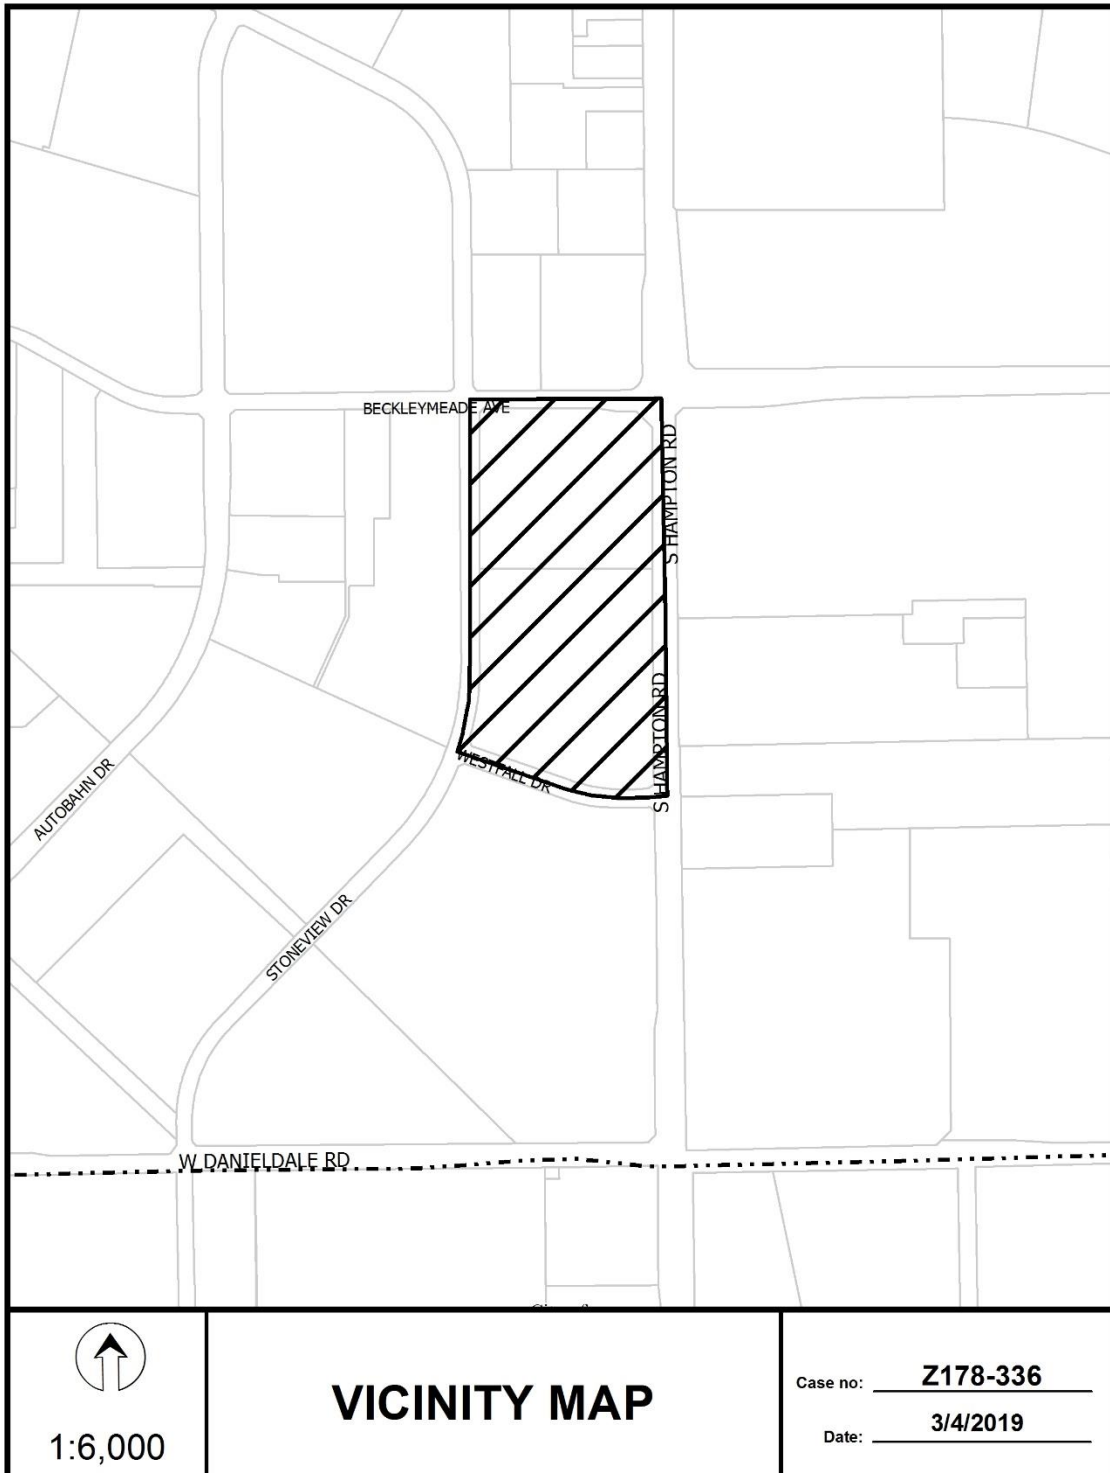 BECKLEYMEADE AVE
S HAMPTON RD
S HAMPTON RD
WESTFALL DR
AUTOBAHN DR
STONEVIEW DR
W DANIELDALE RD
1:6,000
VICINITY MAP
Case no: Z178-336
Date: 3/4/2019